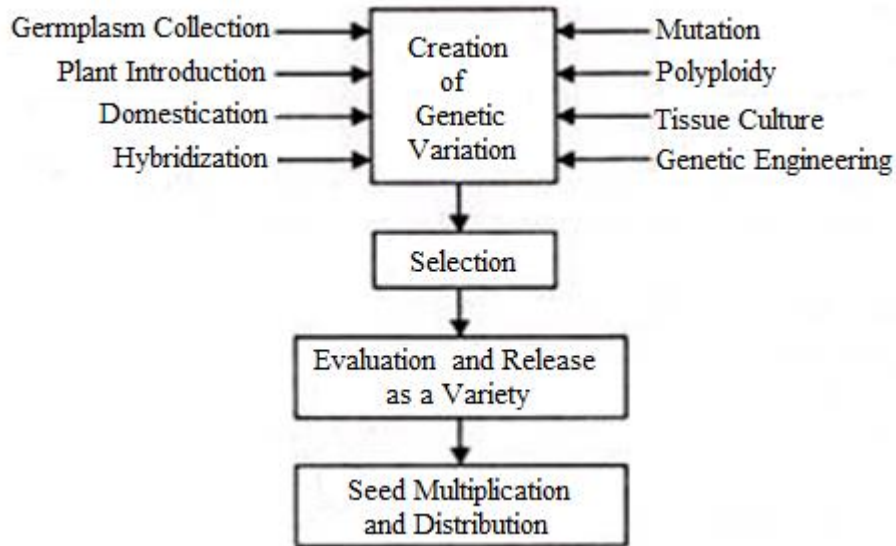 Germplasm Collection
Plant Introduction
Domestication
Hybridization
Creation
of
Genetic
Variation
Mutation
Polyploidy
Tissue Culture
Genetic Engineering
Selection
Evaluation and Release
as a Variety
Seed Multiplication
and Distribution